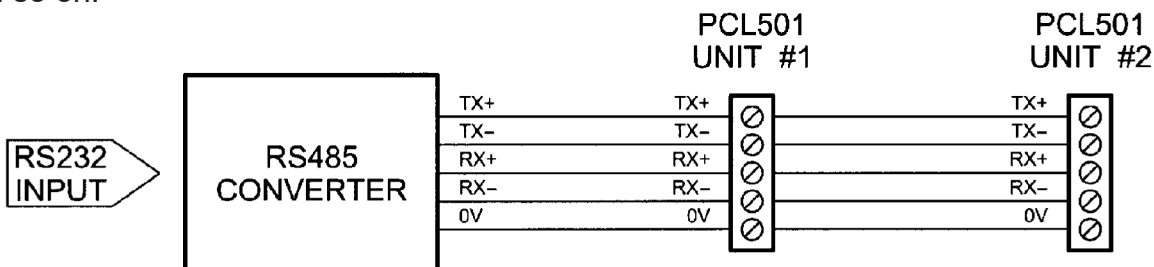 PCL501
UNIT #1
PCL501
UNIT #2
RS232
INPUT
RS485
CONVERTER
TX+
TX−
RX+
RX−
0V
TX+
TX−
RX+
RX−
0V
TX+
TX−
RX+
RX−
0V